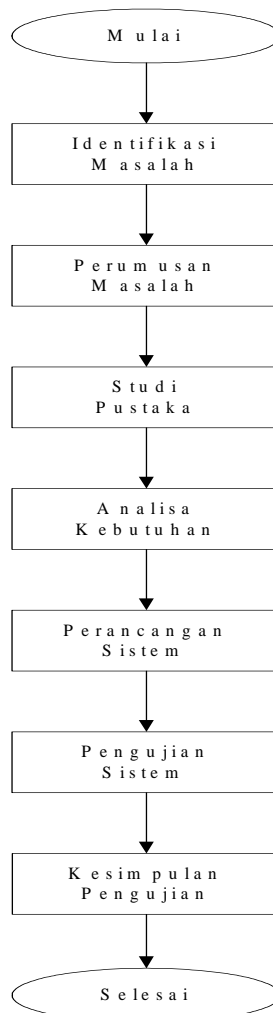 Mulai
Identifikasi
Masalah
Perumusan
Masalah
Studi
Pustaka
Analisa
Kebutuhan
Perancangan
Sistem
Pengujian
Sistem
Kesimpulan
Pengujian
Selesai